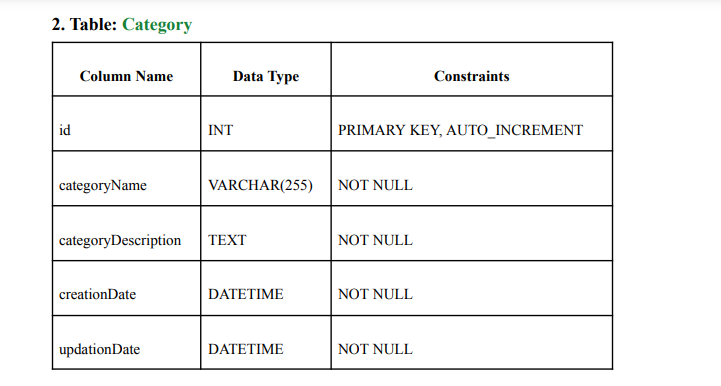 2. Table: Category
Column Name Data Type Constraints
id INT PRIMARY KEY, AUTO_INCREMENT
categoryName VARCHAR(255) NOT NULL
categoryDescription TEXT NOT NULL
creationDate DATETIME NOT NULL
updationDate DATETIME NOT NULL